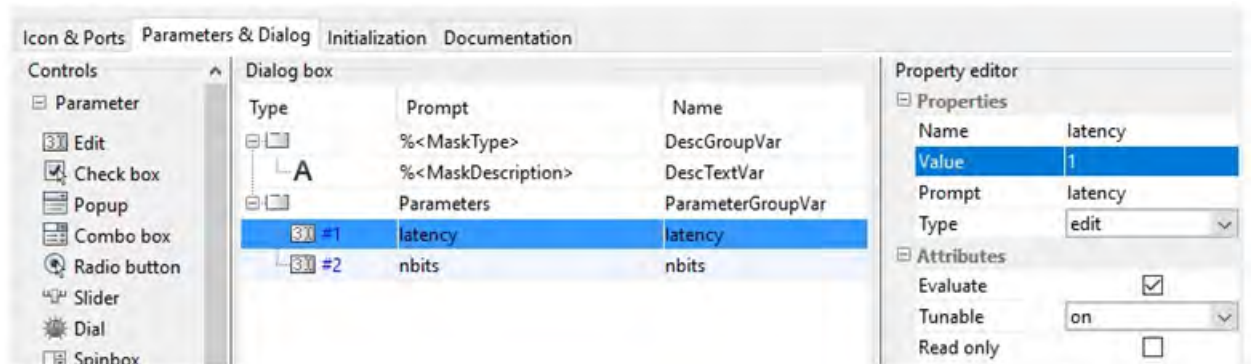 Icon & Ports Parameters & Dialog Initialization Documentation
Controls
Parameter
Edit
Check box
Popup
Combo box
Radio button
Slider
Dial
Spinbox
Dialog box
Type Prompt Name
%<MaskType> DescGroupVar
A %<MaskDescription> DescTextVar
Parameters ParameterGroupVar
#1 latency latency
#2 nbits nbits
Property editor
Properties
Name latency
Value 1
Prompt latency
Type edit
Attributes
Evaluate
Tunable on
Read only